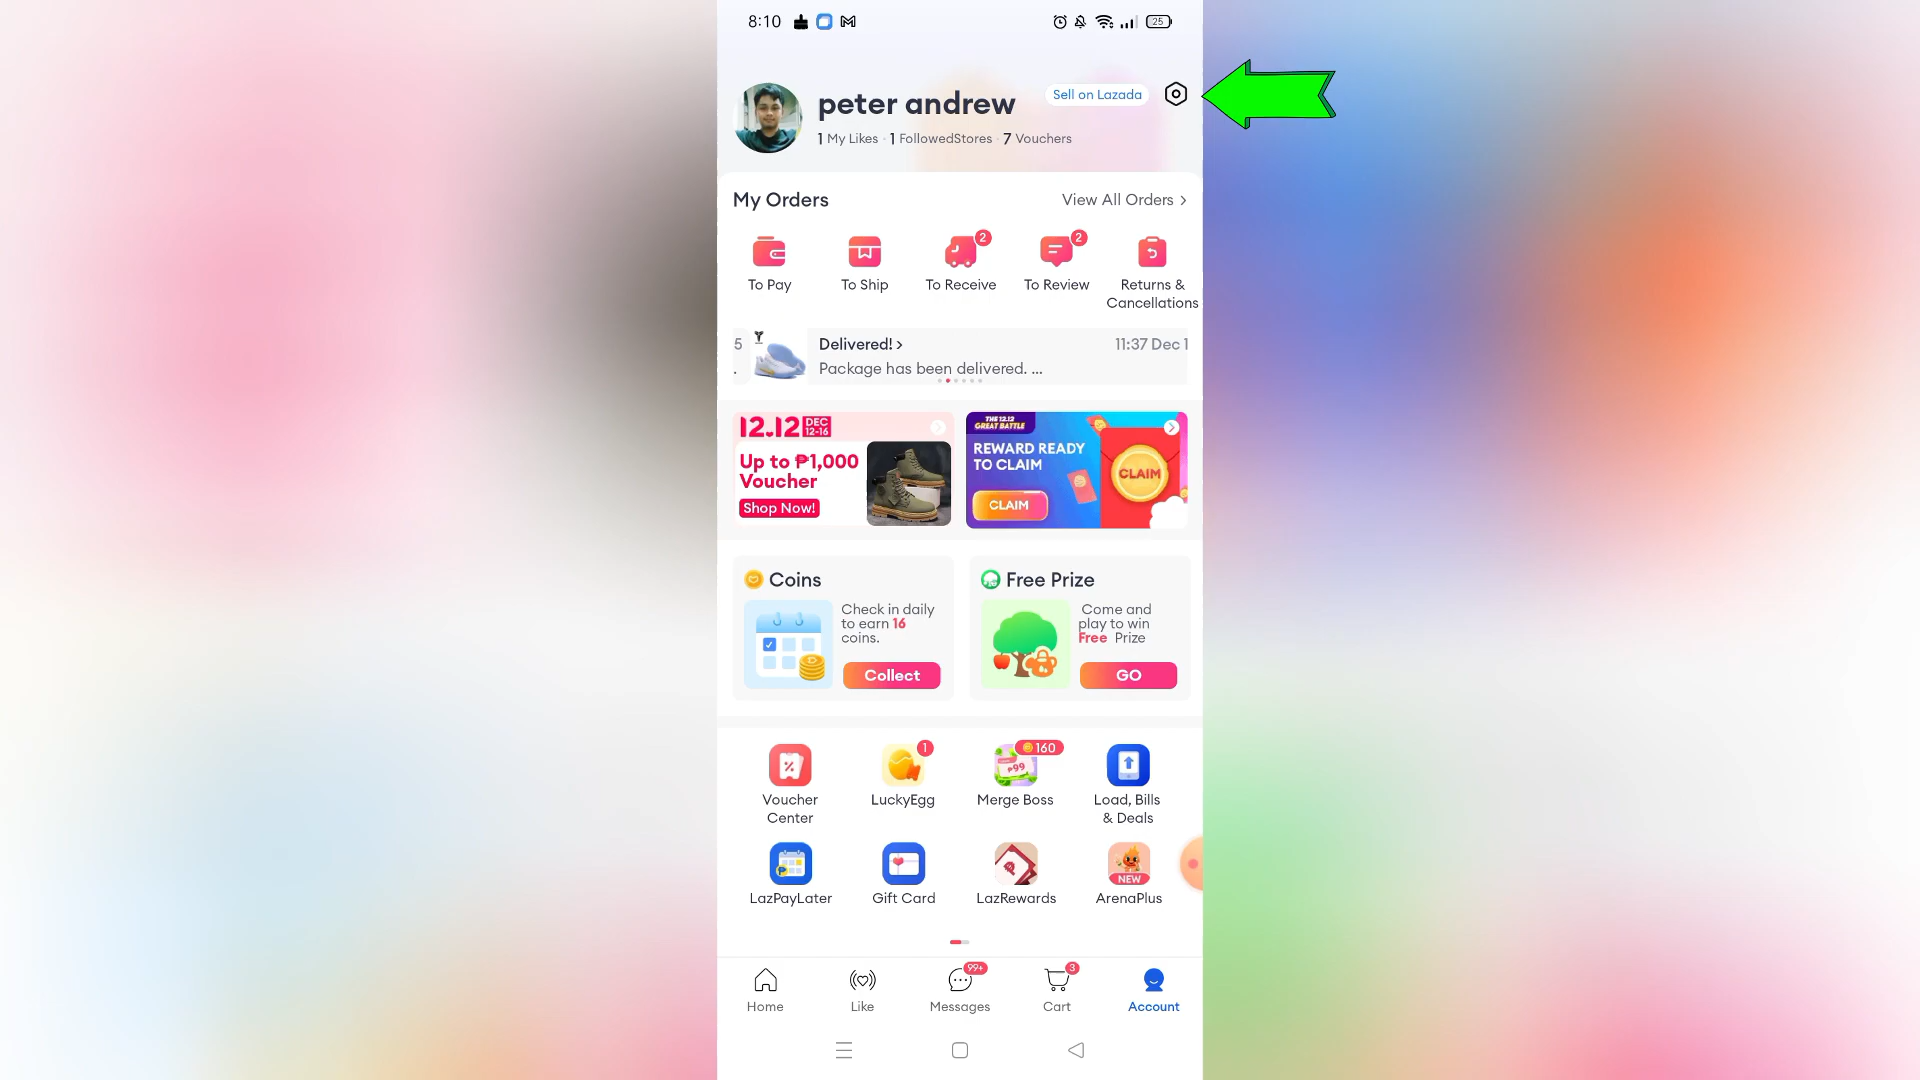 8:10
25
peter andrew
Sell on Lazada
1 My Likes · 1 FollowedStores · 7 Vouchers
My Orders
View All Orders >
2
2
To Pay
To Ship
To Receive
To Review
Returns &
Cancellations
5
.
Delivered! >
11:37 Dec 1
Package has been delivered. ...
12.12 DEC 12-16
Up to ₱1,000
Voucher
Shop Now!
THE 12.12
GREAT BATTLE
REWARD READY
TO CLAIM
CLAIM
CLAIM
Coins
Check in daily
to earn 16
coins.
Collect
Free Prize
Come and
play to win
Free Prize
GO
1
160
₱99
Voucher
Center
LuckyEgg
Merge Boss
Load, Bills
& Deals
NEW
LazPayLater
Gift Card
LazRewards
ArenaPlus
99+
3
Home
Like
Messages
Cart
Account